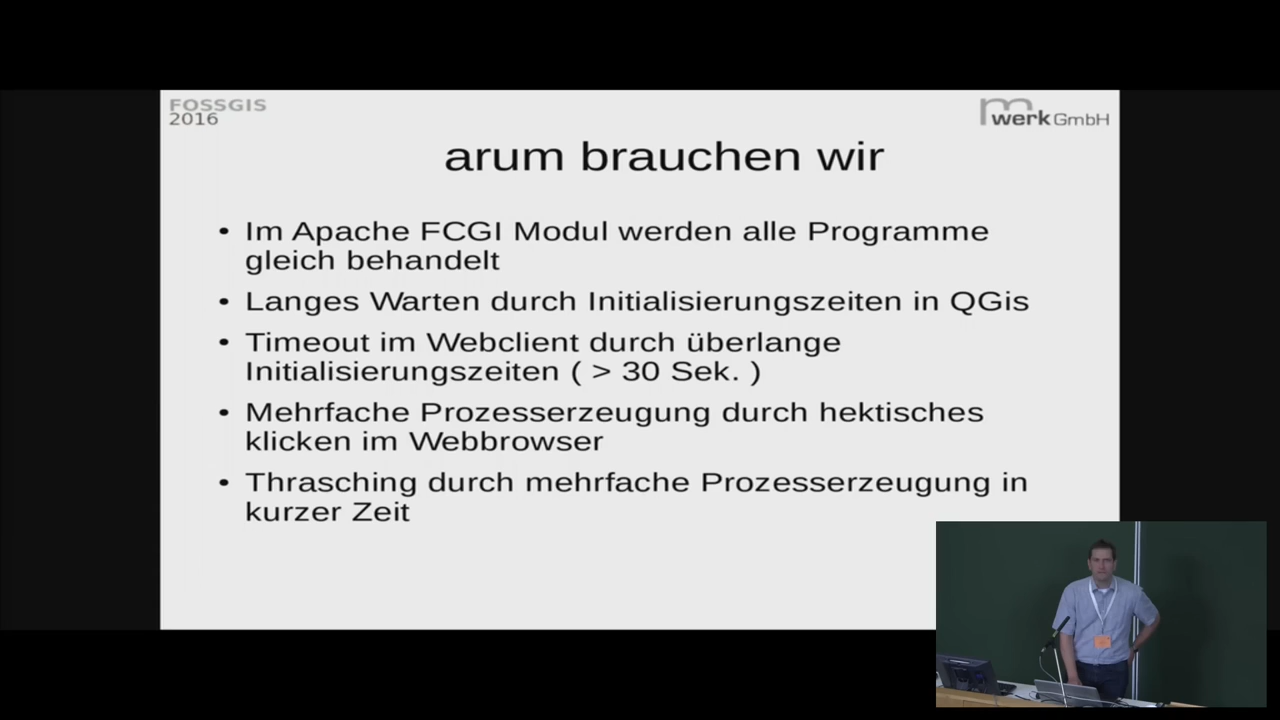 FOSSGIS
2016
m
werk GmbH
arum brauchen wir
• Im Apache FCGI Modul werden alle Programme
gleich behandelt
• Langes Warten durch Initialisierungszeiten in QGis
• Timeout im Webclient durch überlange
Initialisierungszeiten ( > 30 Sek. )
• Mehrfache Prozesserzeugung durch hektisches
klicken im Webbrowser
• Thrasching durch mehrfache Prozesserzeugung in
kurzer Zeit